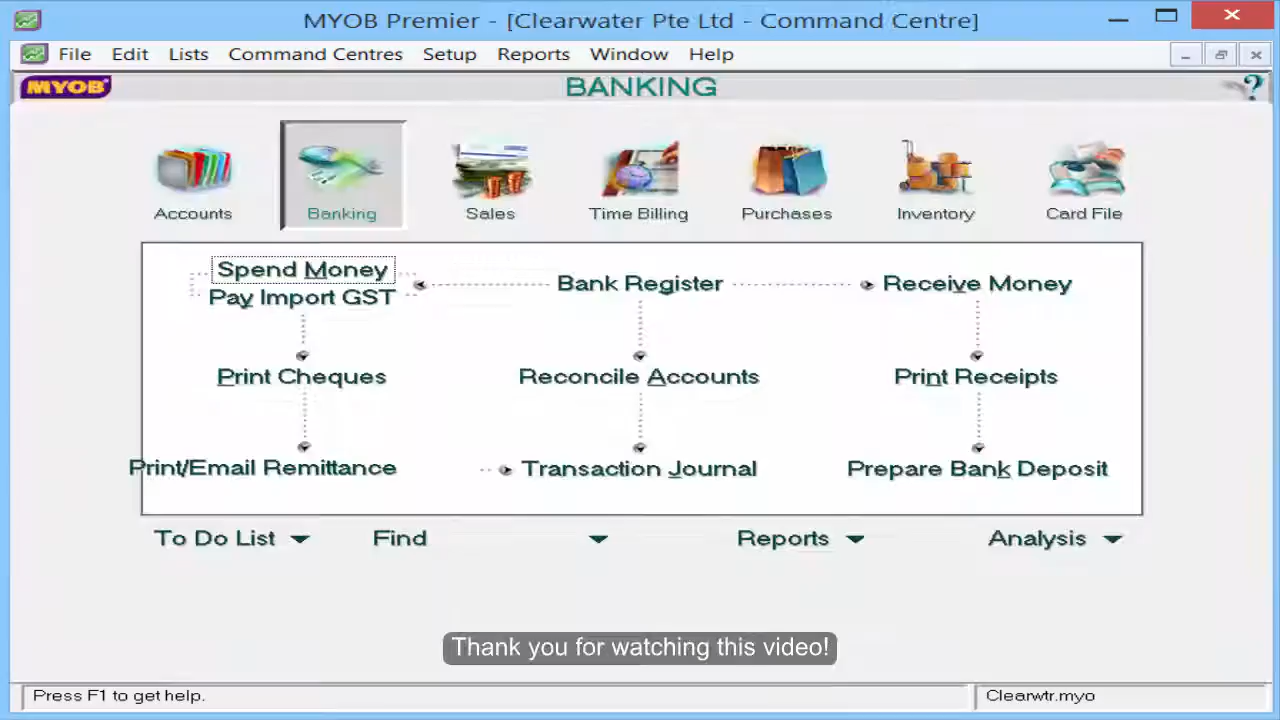 MYOB Premier - [Clearwater Pte Ltd - Command Centre]
File Edit Lists Command Centres Setup Reports Window Help
MYOB BANKING ?
Accounts Banking Sales Time Billing Purchases Inventory Card File
Spend Money
Bank Register Receive Money
Pay Import GST
Print Cheques Reconcile Accounts Print Receipts
Print/Email Remittance Transaction Journal Prepare Bank Deposit
To Do List Find Reports Analysis
Thank you for watching this video!
Press F1 to get help. Clearwtr.myo